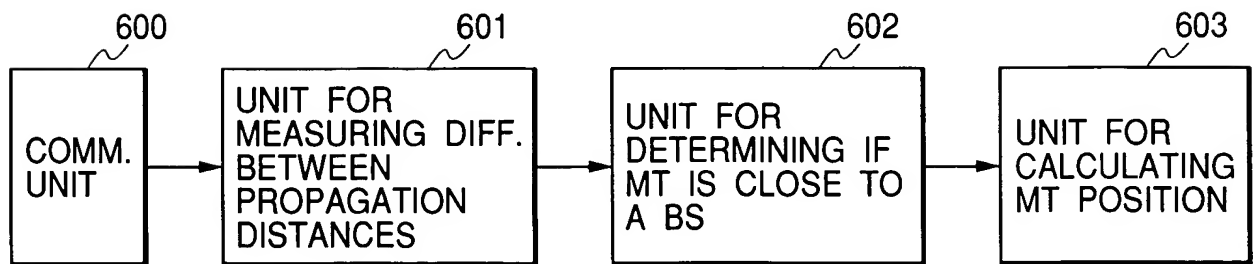 600
601
602
603
COMM.
UNIT
UNIT FOR
MEASURING DIFF.
BETWEEN
PROPAGATION
DISTANCES
UNIT FOR
DETERMINING IF
MT IS CLOSE TO
A BS
UNIT FOR
CALCULATING
MT POSITION